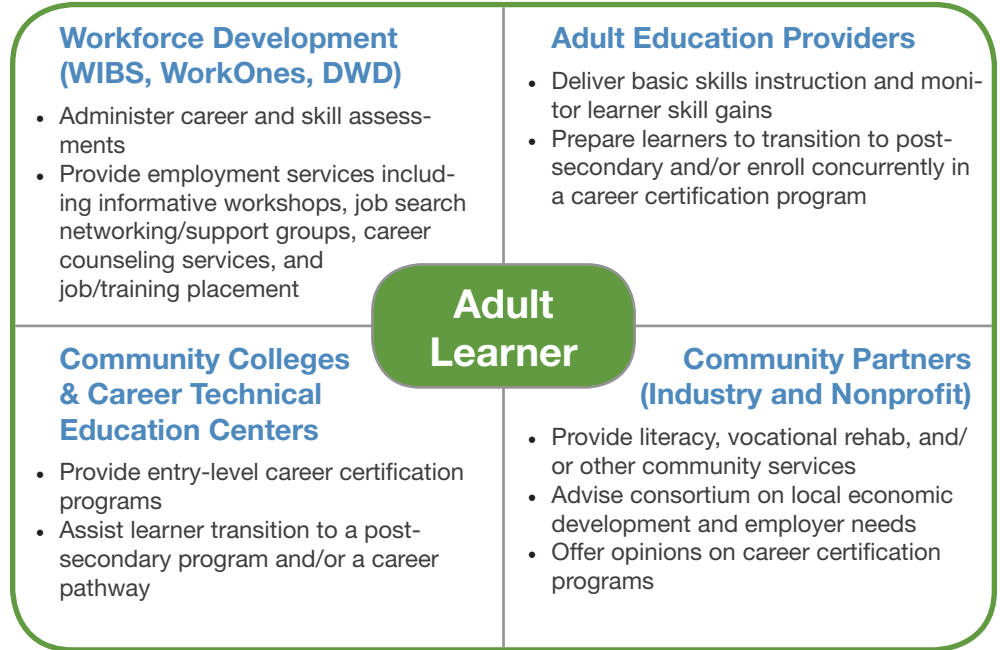 Workforce Development
(WIBS, WorkOnes, DWD)
• Administer career and skill assess-
ments
• Provide employment services includ-
ing informative workshops, job search
networking/support groups, career
counseling services, and
job/training placement
Adult Education Providers
• Deliver basic skills instruction and moni-
tor learner skill gains
• Prepare learners to transition to post-
secondary and/or enroll concurrently in
a career certification program
Adult
Learner
Community Colleges
& Career Technical
Education Centers
• Provide entry-level career certification
programs
• Assist learner transition to a post-
secondary program and/or a career
pathway
Community Partners
(Industry and Nonprofit)
• Provide literacy, vocational rehab, and/
or other community services
• Advise consortium on local economic
development and employer needs
• Offer opinions on career certification
programs